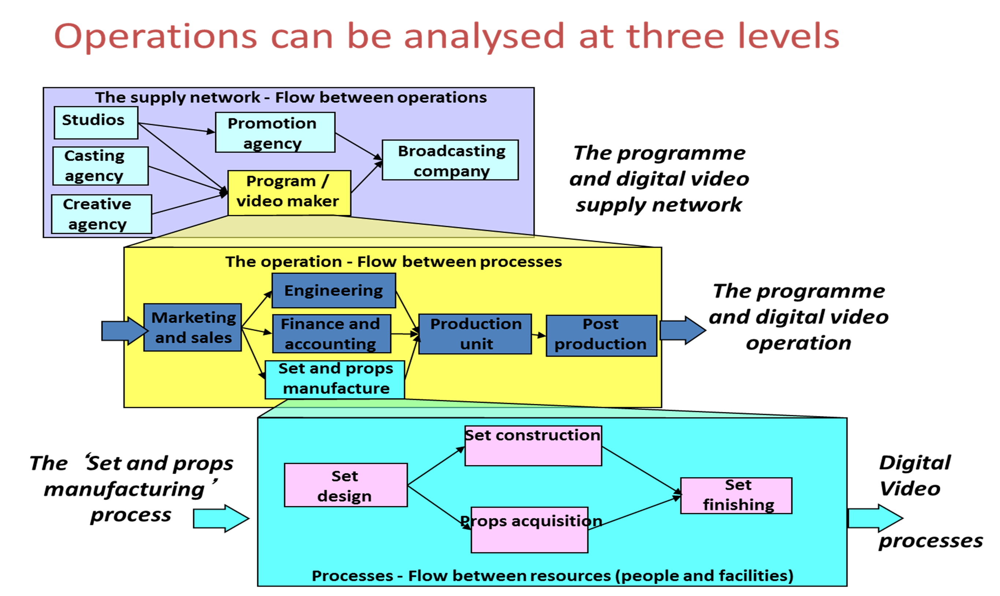 Operations can be analysed at three levels
The supply network - Flow between operations
Studios
Promotion
agency
Casting
agency
Broadcasting
company
Program /
video maker
Creative
agency
The programme
and digital video
supply network
The operation - Flow between processes
Engineering
Marketing
and sales
Finance and
accounting
Production
unit
Post
production
Set and props
manufacture
The programme
and digital video
operation
Set construction
Set
design
Set
finishing
Props acquisition
The ‘Set and props
manufacturing’
process
Digital
Video
processes
Processes - Flow between resources (people and facilities)